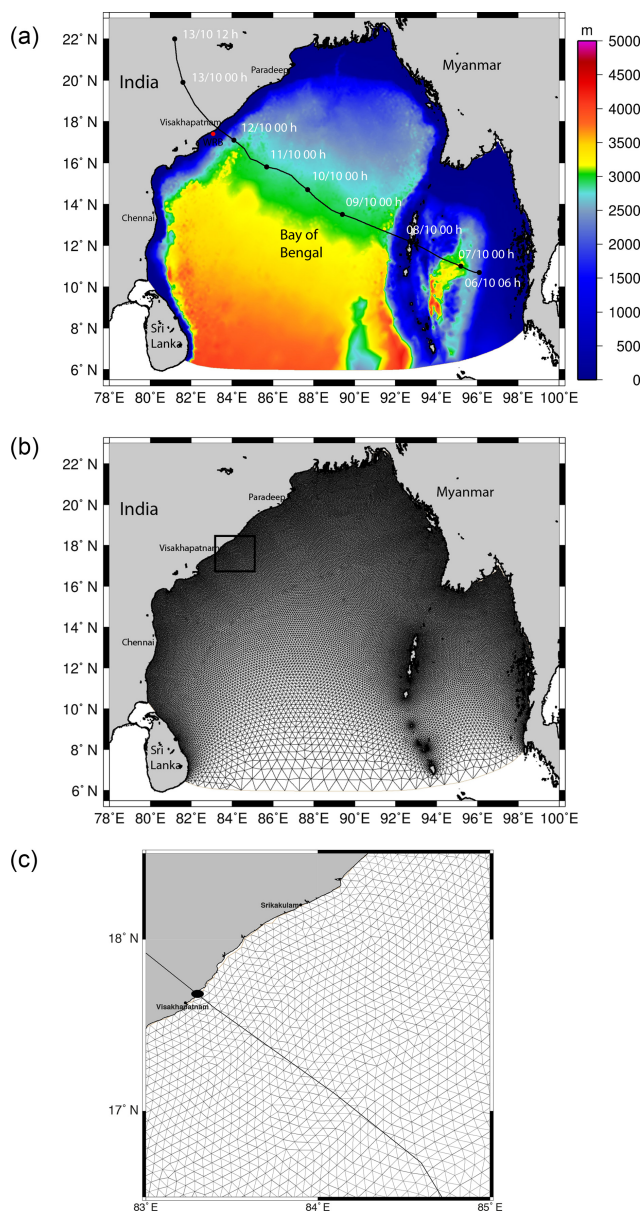 (a)
m
22° N
20° N
18° N
16° N
14° N
12° N
10° N
8° N
6° N
India
Myanmar
Paradeep
Visakhapatnam
Chennai
Bay of
Bengal
Sri
Lanka
13/10 12 h
13/10 00 h
12/10 00 h
11/10 00 h
10/10 00 h
09/10 00 h
08/10 00 h
07/10 00 h
06/10 06 h
78°E 80°E 82°E 84°E 86°E 88°E 90°E 92°E 94°E 96°E 98°E 100°E
5000
4500
4000
3500
3000
2500
2000
1500
1000
500
0
(b)
22° N
20° N
18° N
16° N
14° N
12° N
10° N
8° N
6° N
India
Myanmar
Paradeep
Visakhapatnam
Chennai
Sri
Lanka
78°E 80°E 82°E 84°E 86°E 88°E 90°E 92°E 94°E 96°E 98°E 100°E
(c)
Srikakulam
18°N
Visakhapatnam
17°N
83°E 84°E 85°E